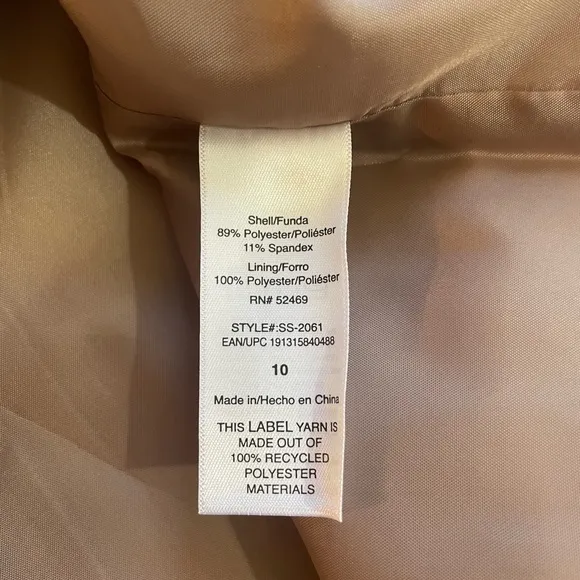 Shell/Funda
89% Polyester/Poliéster
11% Spandex
Lining/Forro
100% Polyester/Poliéster
RN# 52469
STYLE#:SS-2061
EAN/UPC 191315840488
10
Made in/Hecho en China
THIS LABEL YARN IS
MADE OUT OF
100% RECYCLED
POLYESTER
MATERIALS